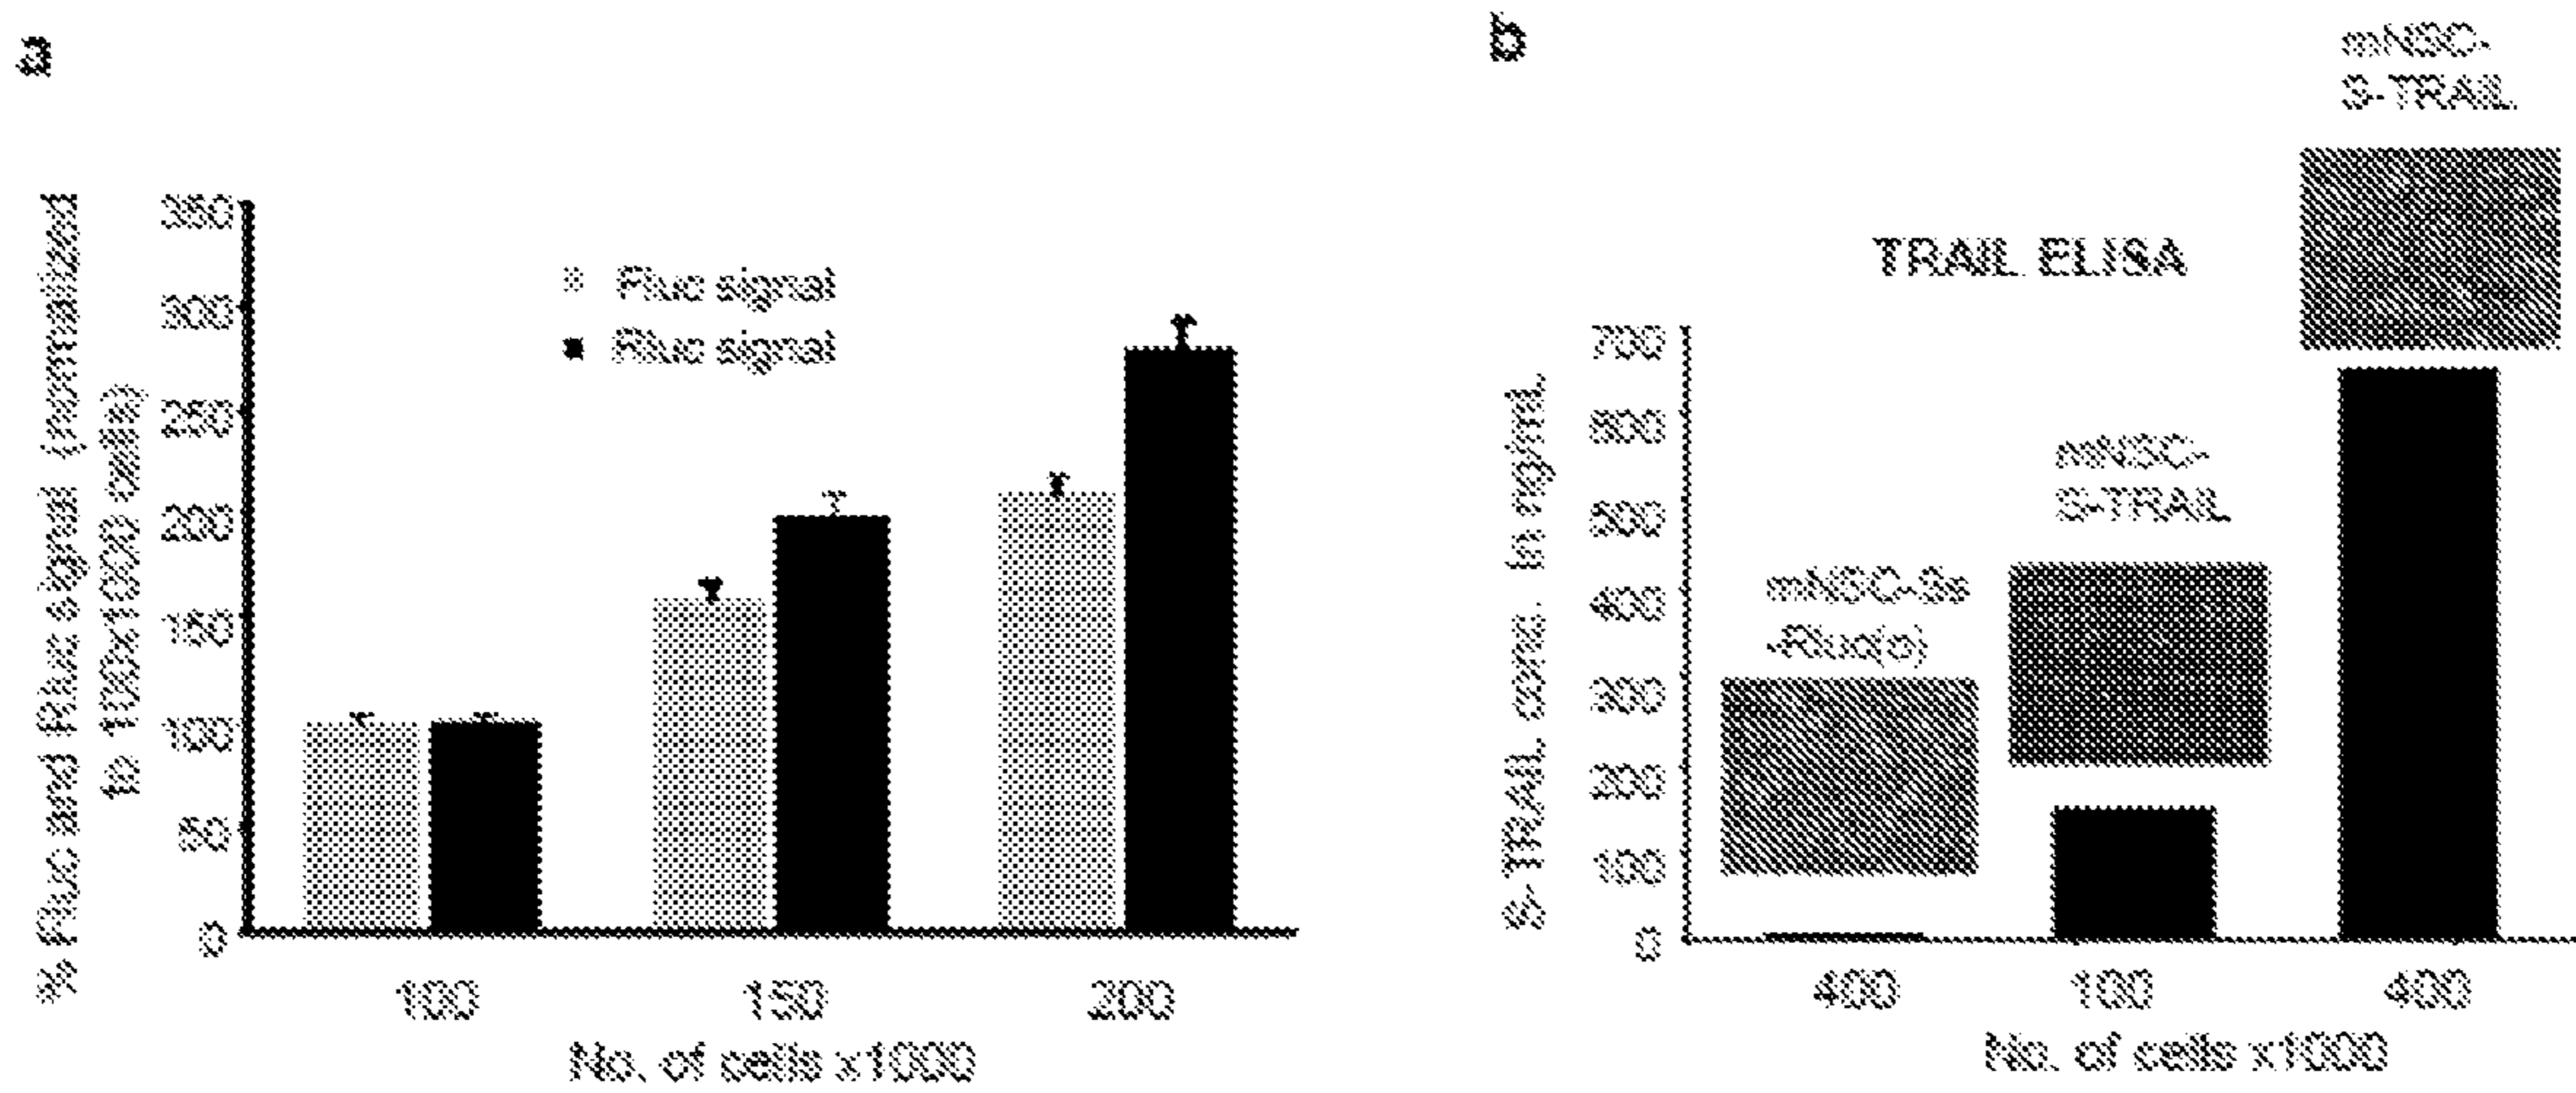 a
% Fluc and Rluc signal (normalized
to 100x1000 cells)
350
300
250
200
150
100
50
0
Fluc signal
Rluc signal
100 150 200
No. of cells x1000
b
TRAIL ELISA
S-TRAIL conc. in ng/mL
700
600
500
400
300
200
100
0
mNSC-Ss
-Rluc(o)
mNSC-
S-TRAIL
mNSC-
S-TRAIL
400 100 400
No. of cells x1000